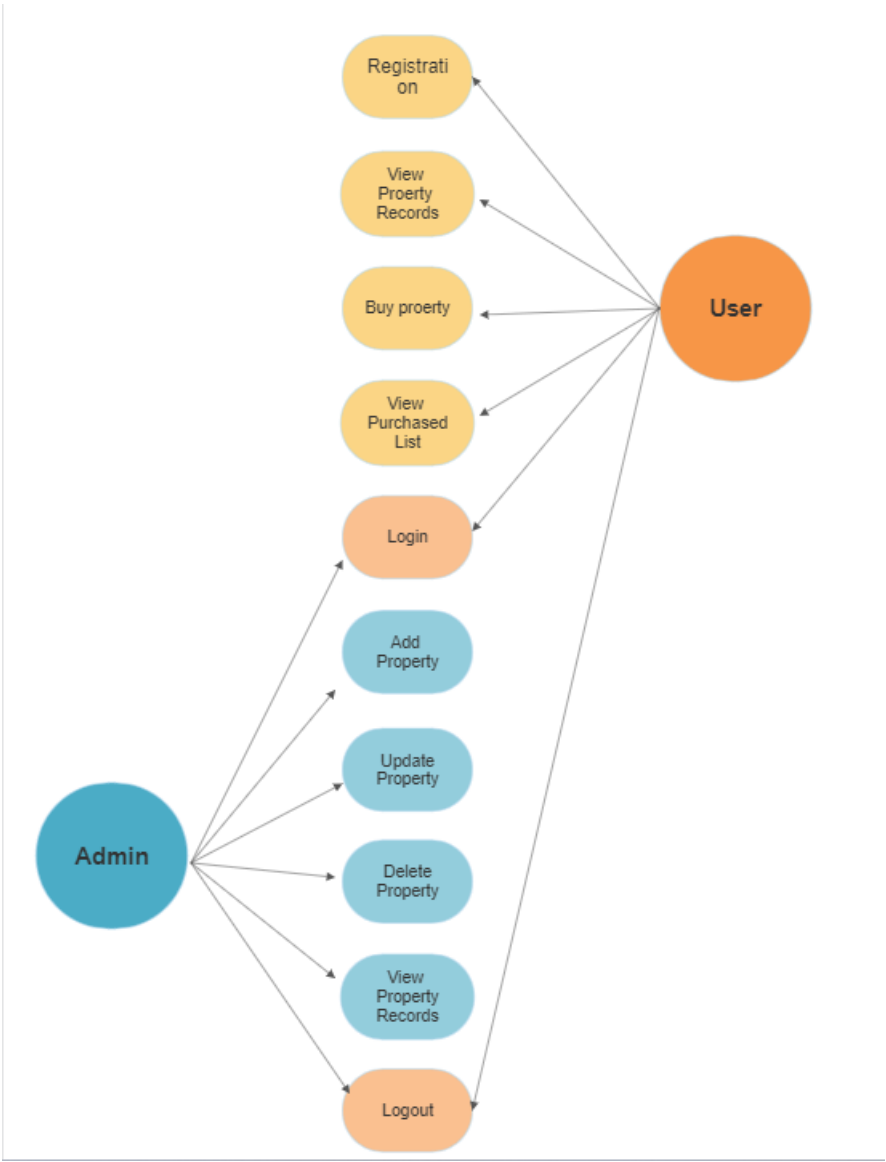 Registrati
on
View
Proerty
Records
User
Buy proerty
View
Purchased
List
Login
Add
Property
Update
Property
Admin
Delete
Property
View
Property
Records
Logout